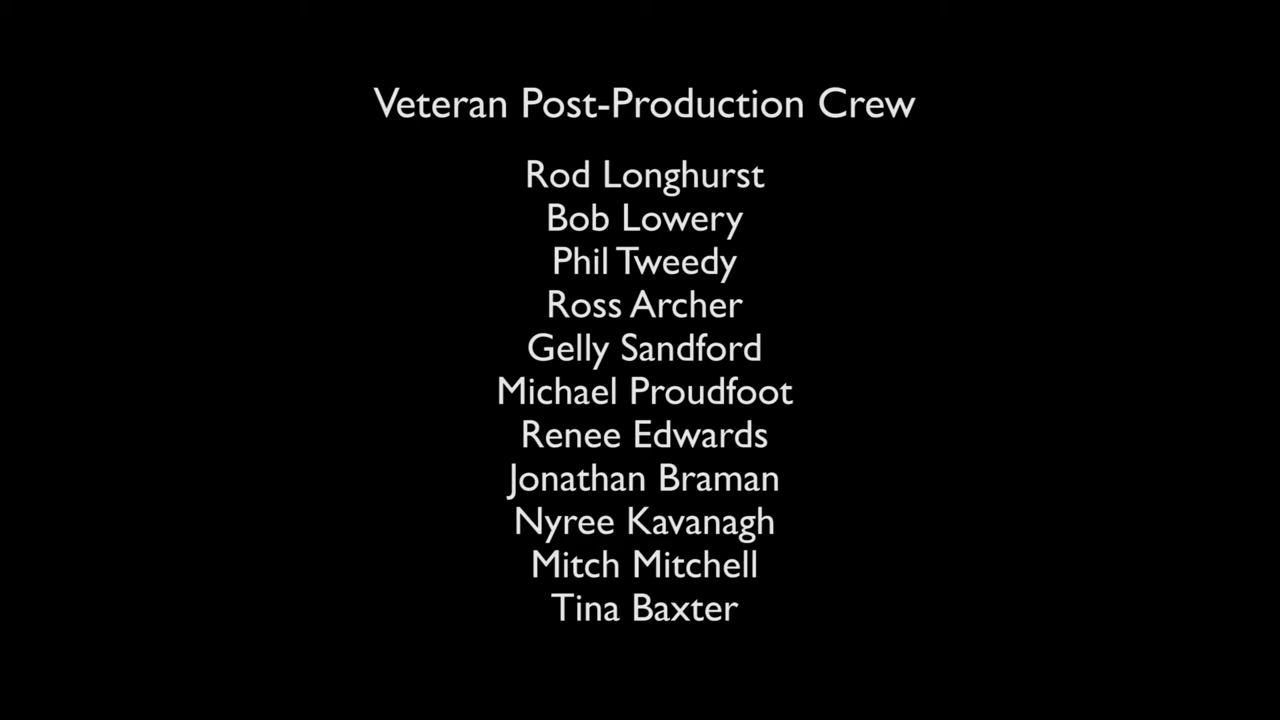 Veteran Post-Production Crew
Rod Longhurst
Bob Lowery
Phil Tweedy
Ross Archer
Gelly Sandford
Michael Proudfoot
Renee Edwards
Jonathan Braman
Nyree Kavanagh
Mitch Mitchell
Tina Baxter